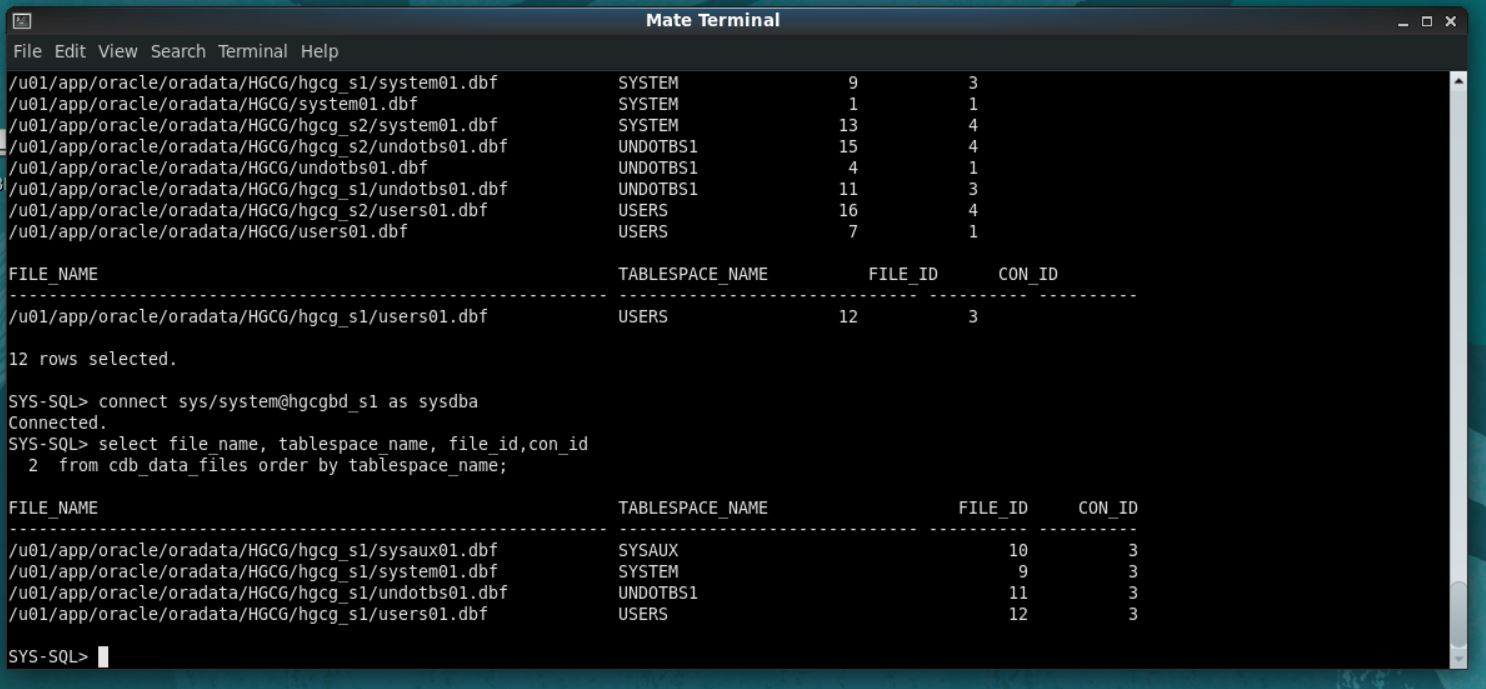 Mate Terminal
File Edit View Search Terminal Help
/u01/app/oracle/oradata/HGCG/hgcg_s1/system01.dbf SYSTEM 9 3
/u01/app/oracle/oradata/HGCG/system01.dbf SYSTEM 1 1
/u01/app/oracle/oradata/HGCG/hgcg_s2/system01.dbf SYSTEM 13 4
/u01/app/oracle/oradata/HGCG/hgcg_s2/undotbs01.dbf UNDOTBS1 15 4
/u01/app/oracle/oradata/HGCG/undotbs01.dbf UNDOTBS1 4 1
/u01/app/oracle/oradata/HGCG/hgcg_s1/undotbs01.dbf UNDOTBS1 11 3
/u01/app/oracle/oradata/HGCG/hgcg_s2/users01.dbf USERS 16 4
/u01/app/oracle/oradata/HGCG/users01.dbf USERS 7 1
FILE_NAME TABLESPACE_NAME FILE_ID CON_ID
------------------------------------------------------------ ------------------------------ ---------- ----------
/u01/app/oracle/oradata/HGCG/hgcg_s1/users01.dbf USERS 12 3
12 rows selected.
SYS-SQL> connect sys/system@hgcgbd_s1 as sysdba
Connected.
SYS-SQL> select file_name, tablespace_name, file_id,con_id
2 from cdb_data_files order by tablespace_name;
FILE_NAME TABLESPACE_NAME FILE_ID CON_ID
------------------------------------------------------------ ------------------------------ ---------- ----------
/u01/app/oracle/oradata/HGCG/hgcg_s1/sysaux01.dbf SYSAUX 10 3
/u01/app/oracle/oradata/HGCG/hgcg_s1/system01.dbf SYSTEM 9 3
/u01/app/oracle/oradata/HGCG/hgcg_s1/undotbs01.dbf UNDOTBS1 11 3
/u01/app/oracle/oradata/HGCG/hgcg_s1/users01.dbf USERS 12 3
SYS-SQL>